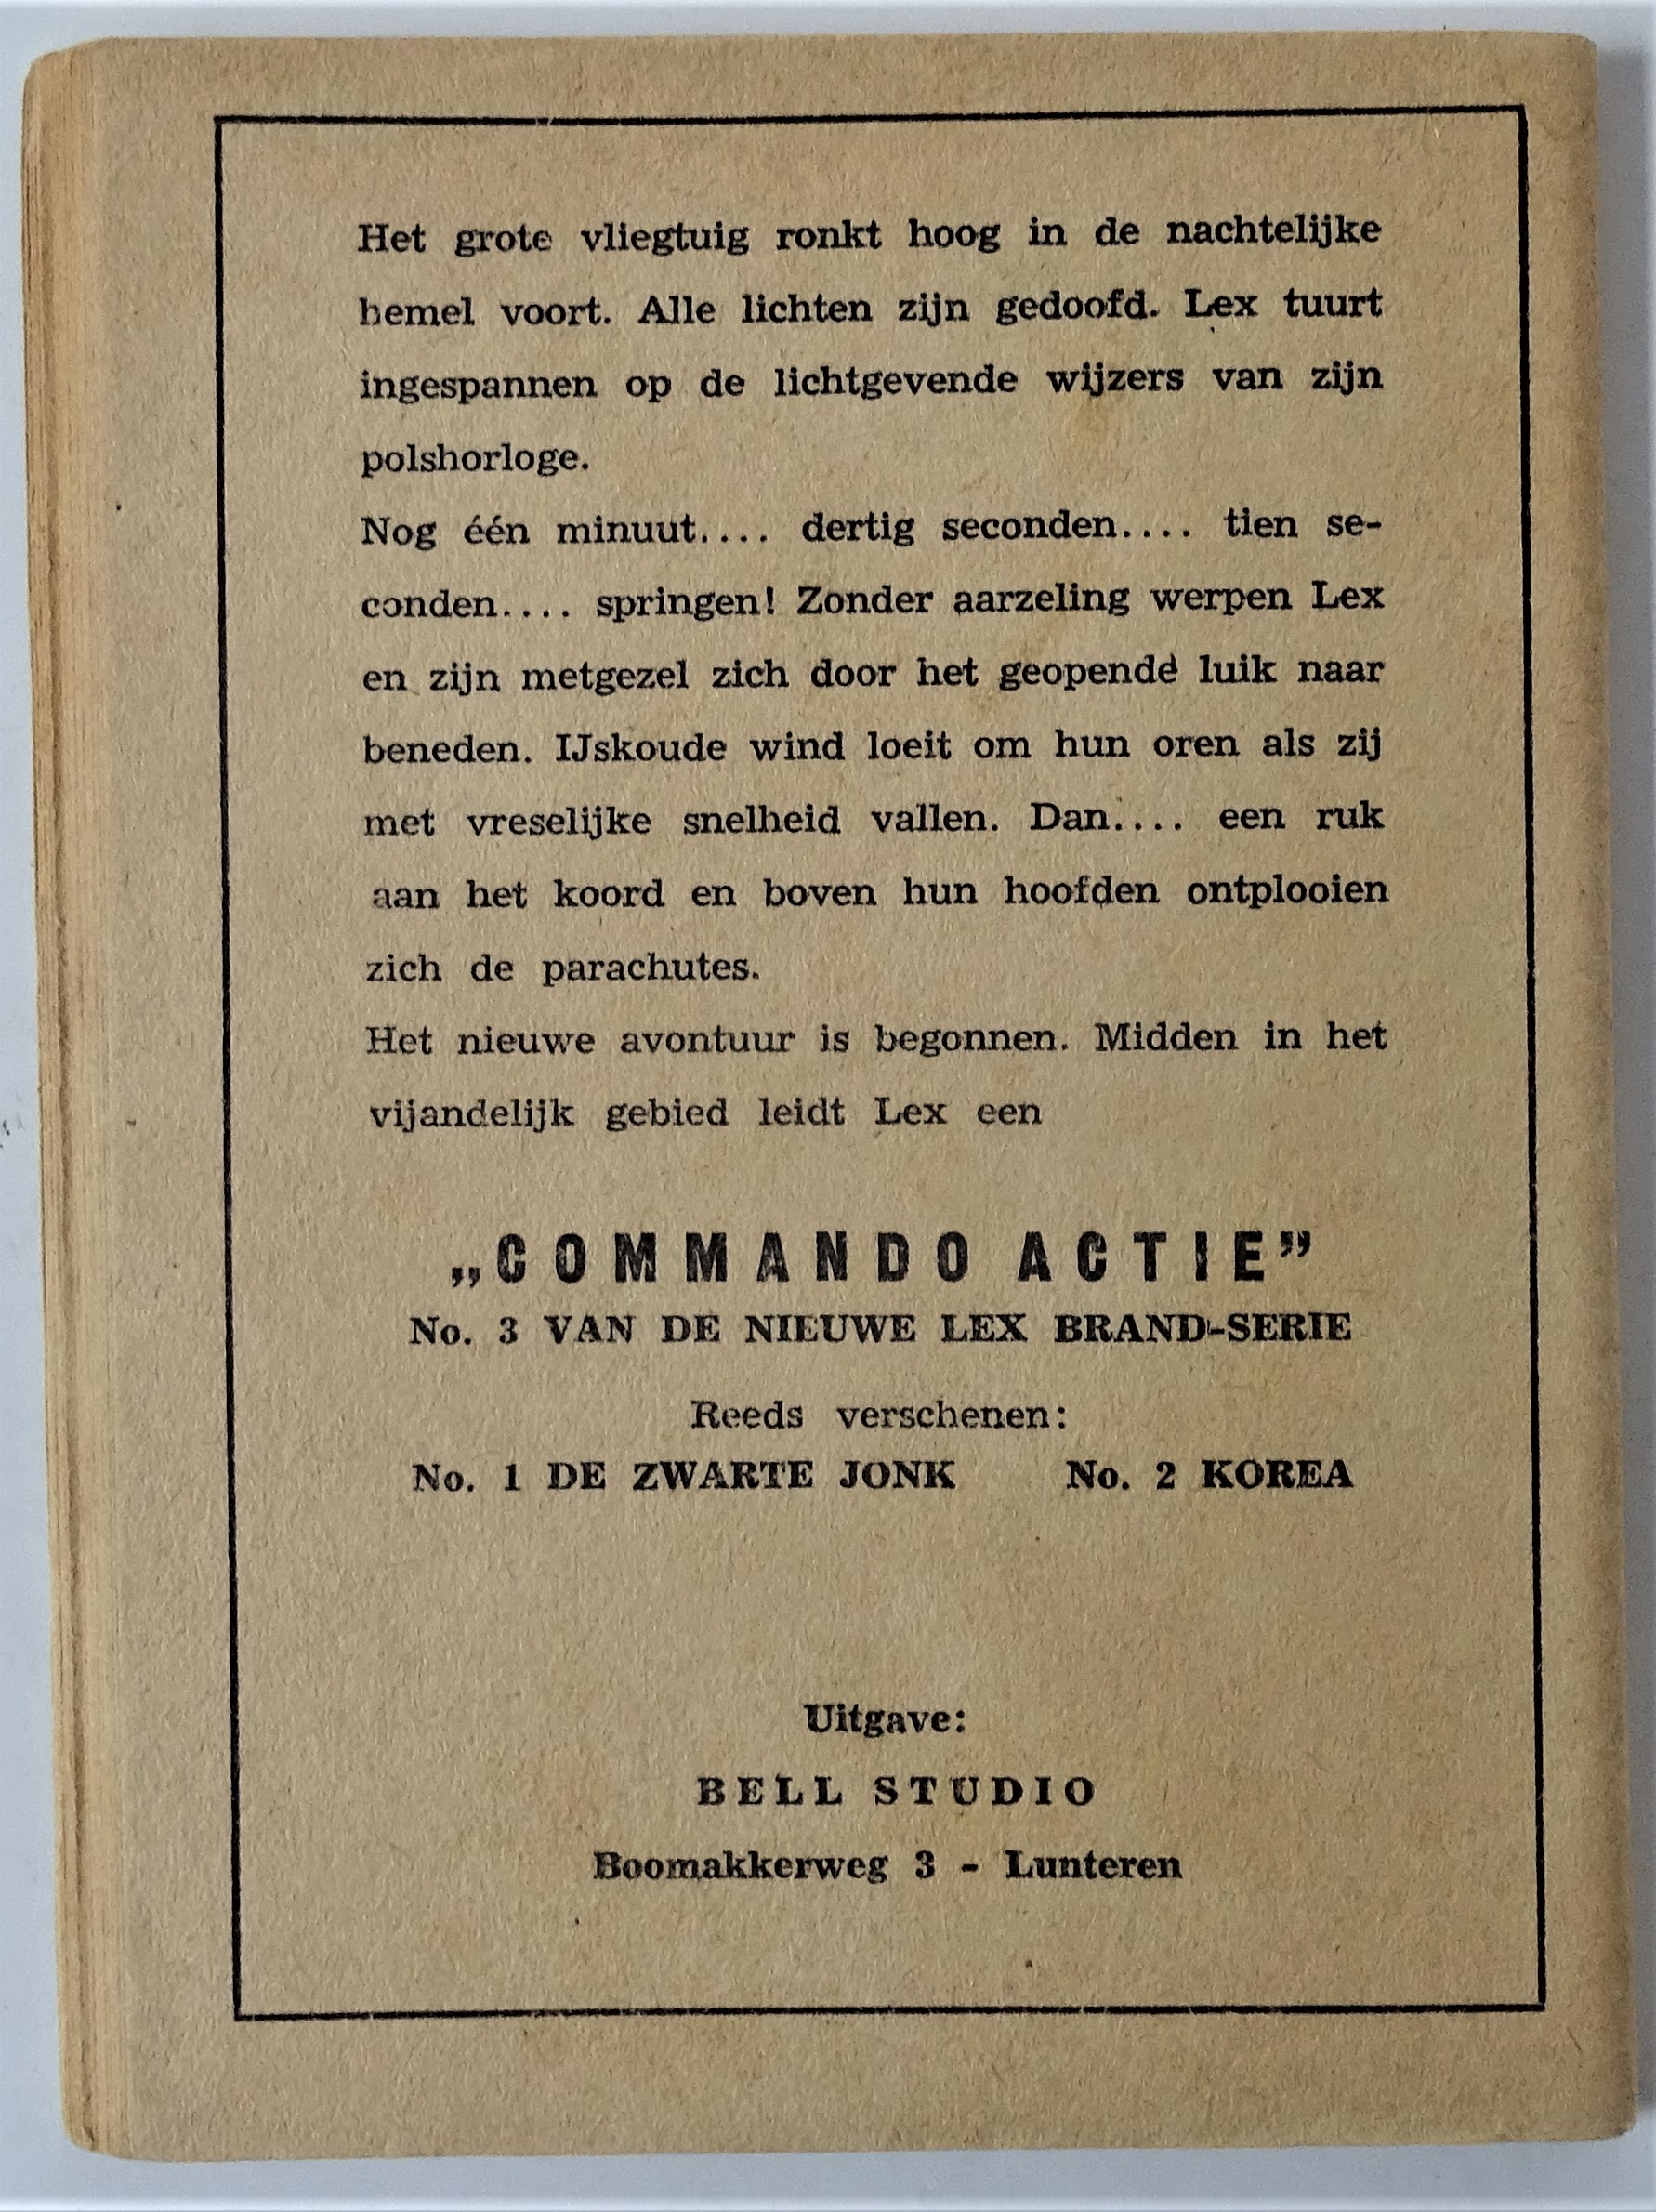 Het grote vliegtuig ronkt hoog in de nachtelijke
hemel voort. Alle lichten zijn gedoofd. Lex tuurt
ingespannen op de lichtgevende wijzers van zijn
polshorloge.
Nog één minuut.... dertig seconden.... tien se-
conden.... springen! Zonder aarzeling werpen Lex
en zijn metgezel zich door het geopende luik naar
beneden. IJskoude wind loeit om hun oren als zij
met vreselijke snelheid vallen. Dan.... een ruk
aan het koord en boven hun hoofden ontplooien
zich de parachutes.
Het nieuwe avontuur is begonnen. Midden in het
vijandelijk gebied leidt Lex een
„COMMANDO ACTIE”
No. 3 VAN DE NIEUWE LEX BRAND-SERIE
Reeds verschenen:
No. 1 DE ZWARTE JONK No. 2 KOREA
Uitgave:
BELL STUDIO
Boomakkerweg 3 - Lunteren